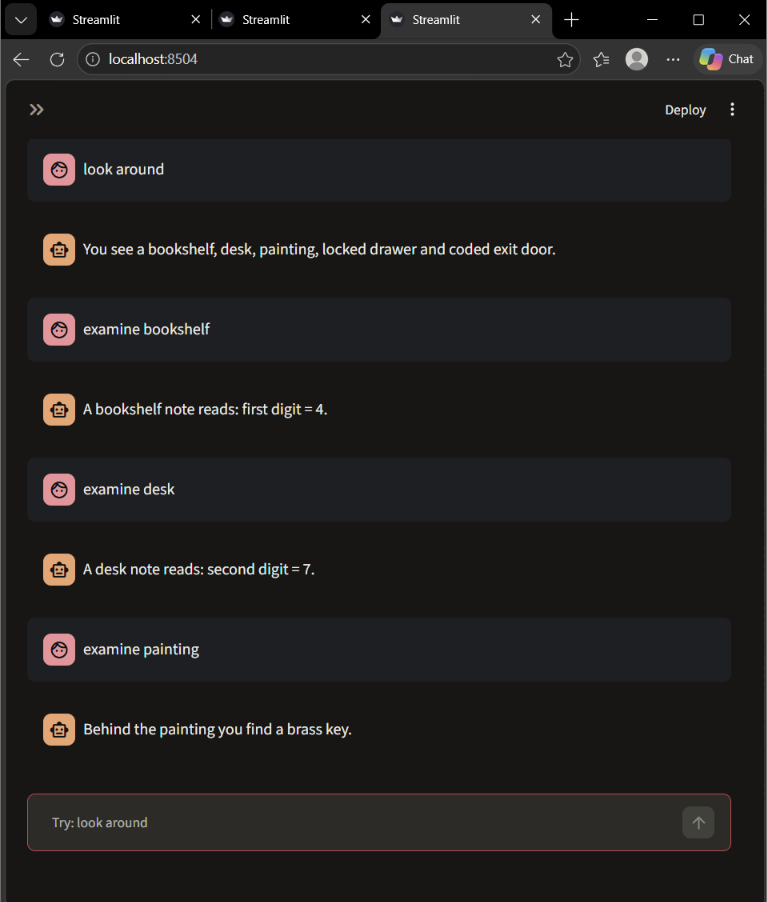 Streamlit
Streamlit
Streamlit
localhost:8504
Chat
Deploy
look around
You see a bookshelf, desk, painting, locked drawer and coded exit door.
examine bookshelf
A bookshelf note reads: first digit = 4.
examine desk
A desk note reads: second digit = 7.
examine painting
Behind the painting you find a brass key.
Try: look around